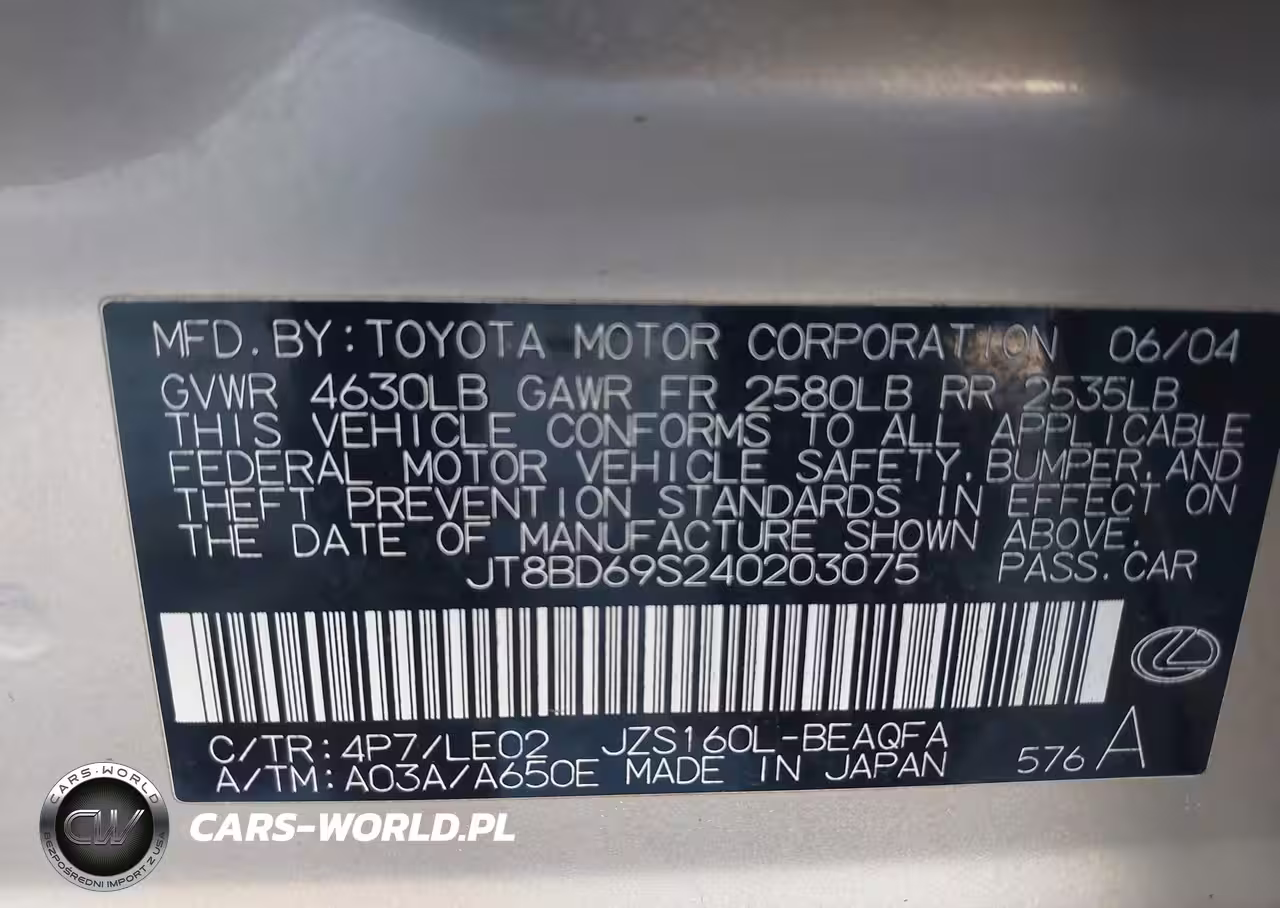 MFD. BY: TOYOTA MOTOR CORPORATION 06/04
GVWR 4630LB GAWR FR 2580LB RR 2535LB
THIS VEHICLE CONFORMS TO ALL APPLICABLE
FEDERAL MOTOR VEHICLE SAFETY, BUMPER, AND
THEFT PREVENTION STANDARDS IN EFFECT ON
THE DATE OF MANUFACTURE SHOWN ABOVE.
JT8BD69S240203075 PASS. CAR
C/TR: 4P7/LE02 JZS160L-BEAQFA
A/TM: A03A/A650E MADE IN JAPAN 576 A
CARS-WORLD
CW
BEZPOŚREDNI IMPORT Z USA
CARS-WORLD.PL